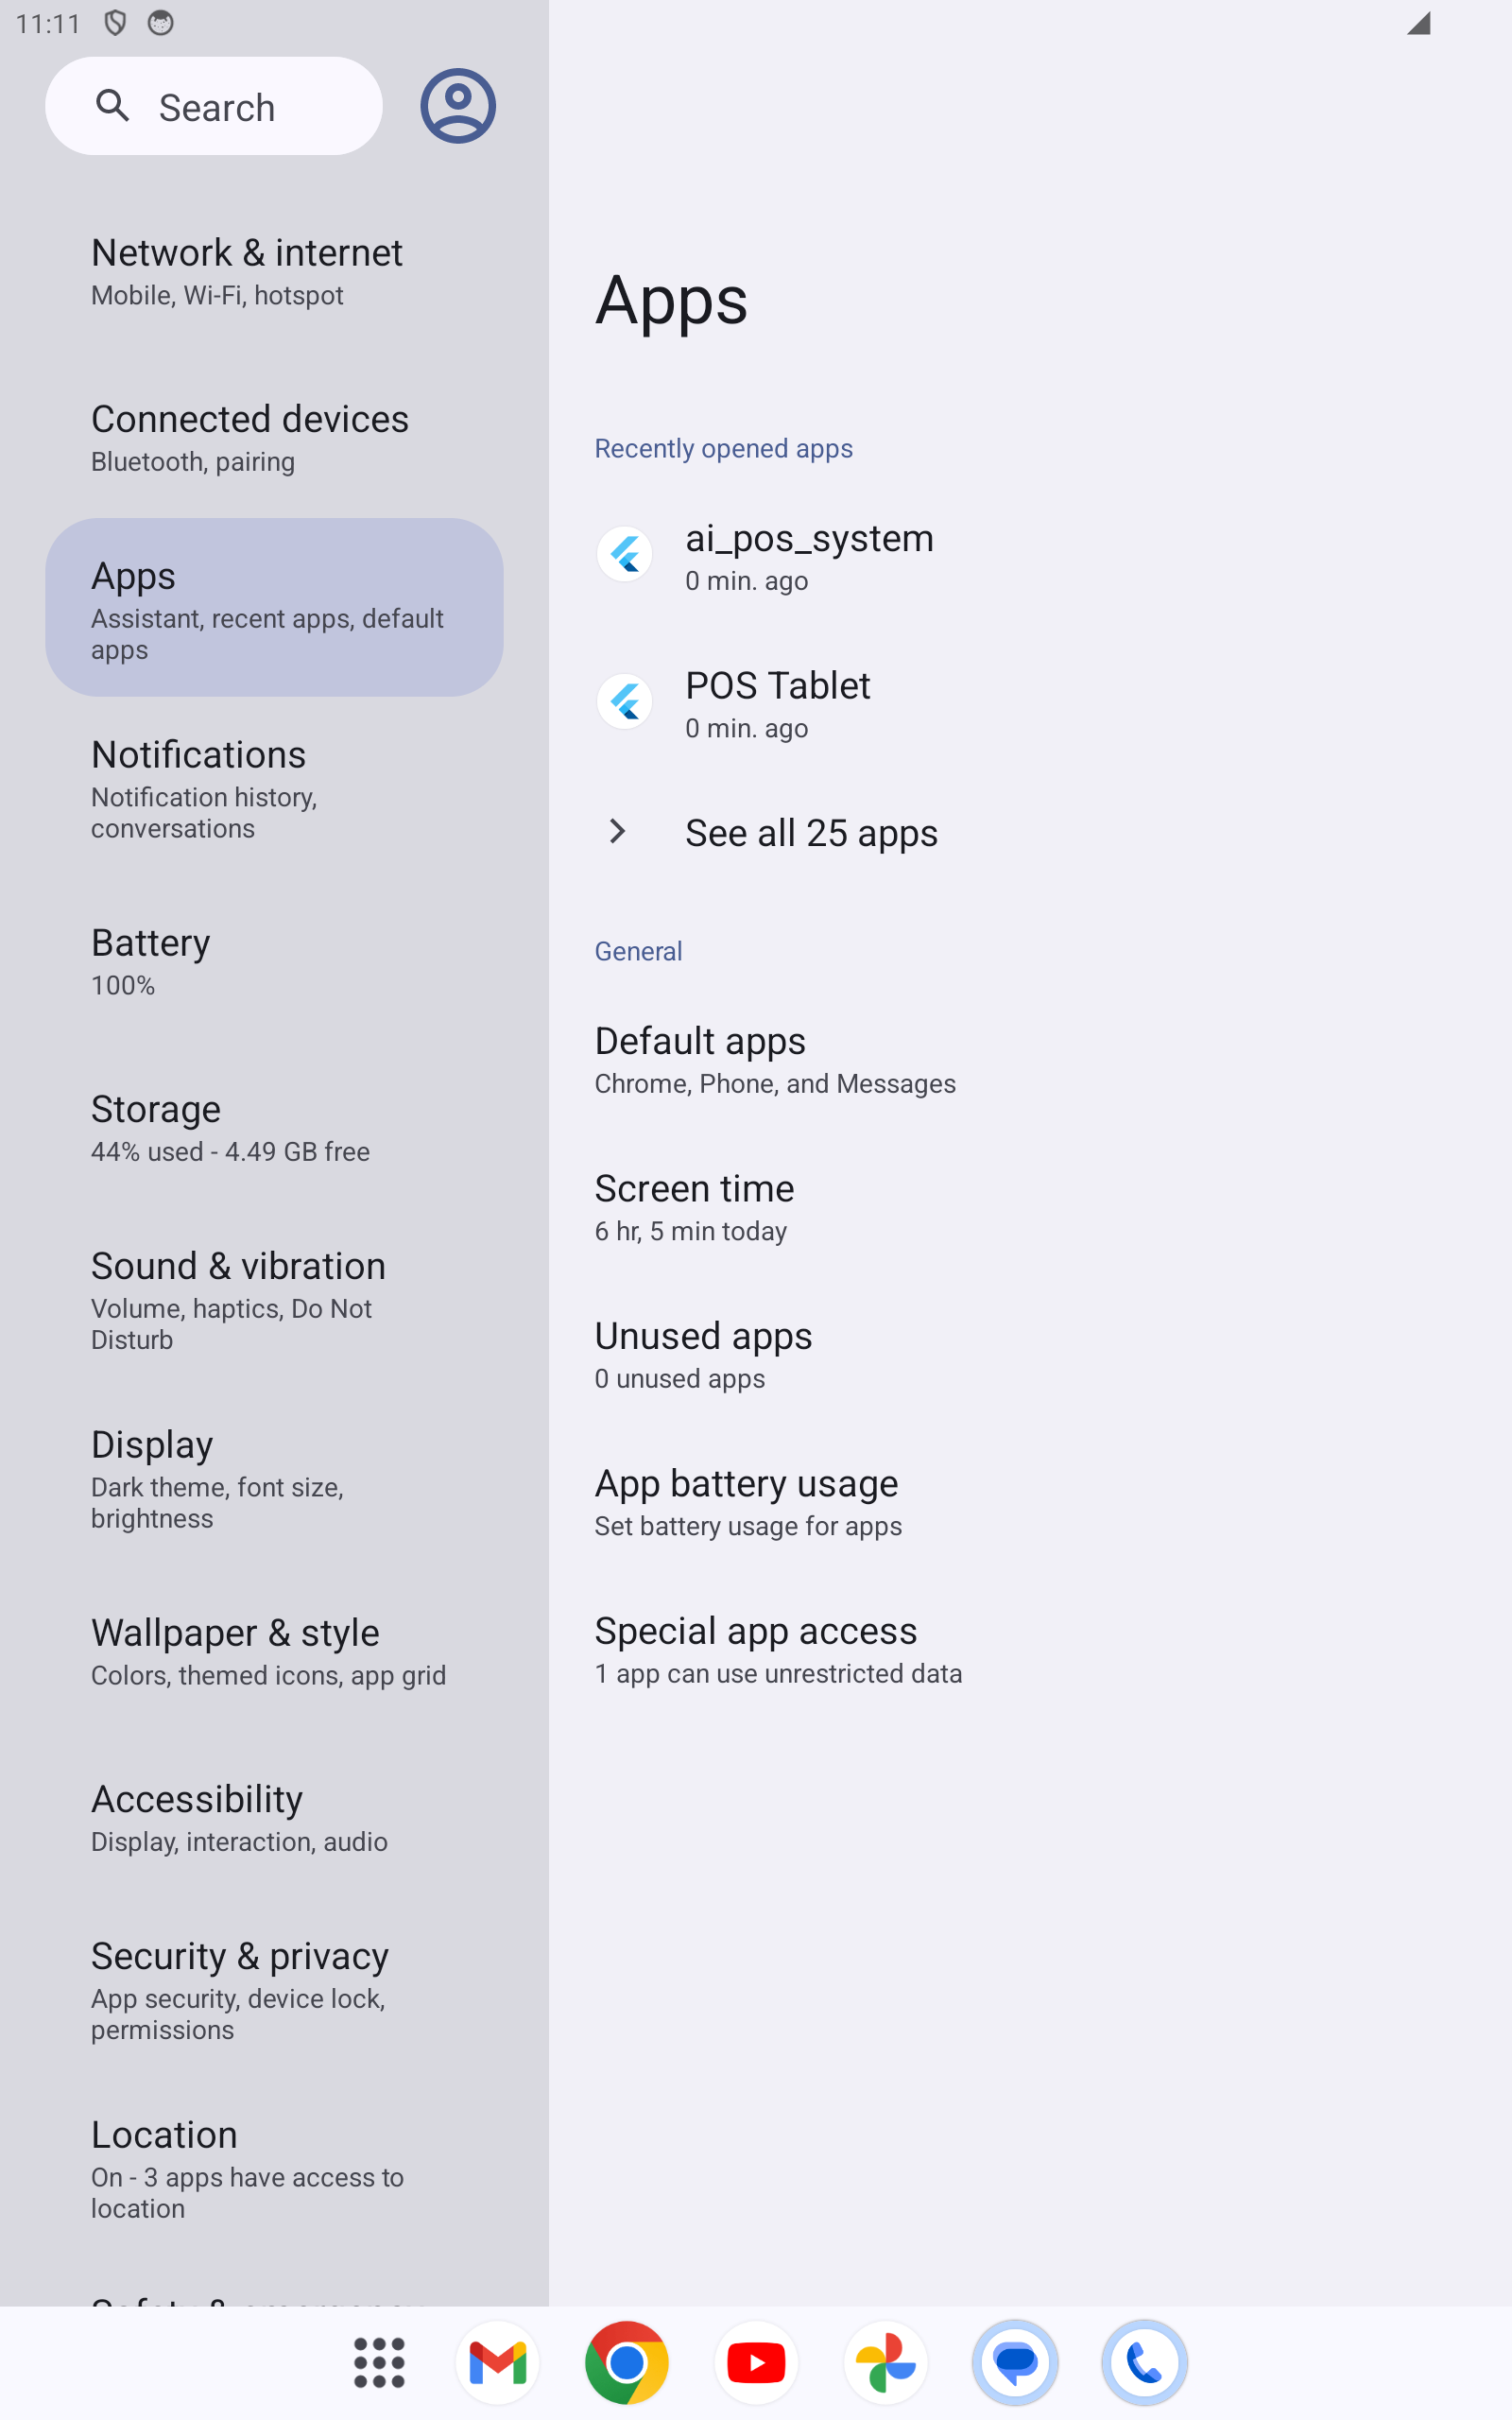 11:11
Search
Network & internet
Mobile, Wi-Fi, hotspot
Connected devices
Bluetooth, pairing
Apps
Assistant, recent apps, default
apps
Notifications
Notification history,
conversations
Battery
100%
Storage
44% used - 4.49 GB free
Sound & vibration
Volume, haptics, Do Not
Disturb
Display
Dark theme, font size,
brightness
Wallpaper & style
Colors, themed icons, app grid
Accessibility
Display, interaction, audio
Security & privacy
App security, device lock,
permissions
Location
On - 3 apps have access to
location
Apps
Recently opened apps
ai_pos_system
0 min. ago
POS Tablet
0 min. ago
See all 25 apps
General
Default apps
Chrome, Phone, and Messages
Screen time
6 hr, 5 min today
Unused apps
0 unused apps
App battery usage
Set battery usage for apps
Special app access
1 app can use unrestricted data